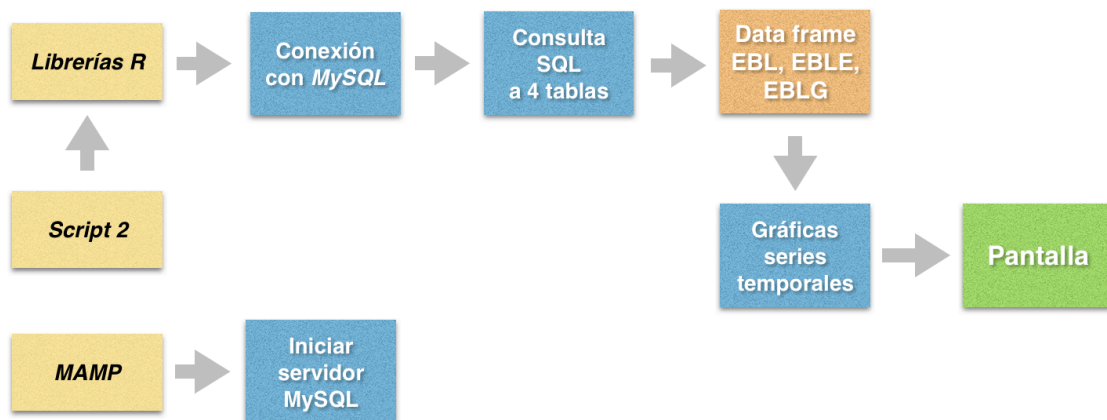 Librerías R
Conexión
con MySQL
Consulta
SQL
a 4 tablas
Data frame
EBL, EBLE,
EBLG
Script 2
Gráficas
series
temporales
Pantalla
MAMP
Iniciar
servidor
MySQL